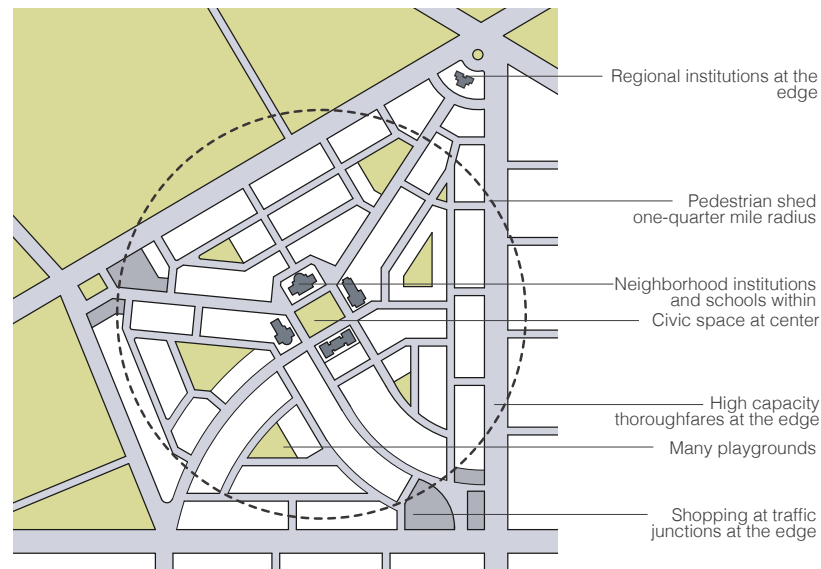 Regional institutions at the
edge
Pedestrian shed
one-quarter mile radius
Neighborhood institutions
and schools within
Civic space at center
High capacity
thoroughfares at the edge
Many playgrounds
Shopping at traffic
junctions at the edge